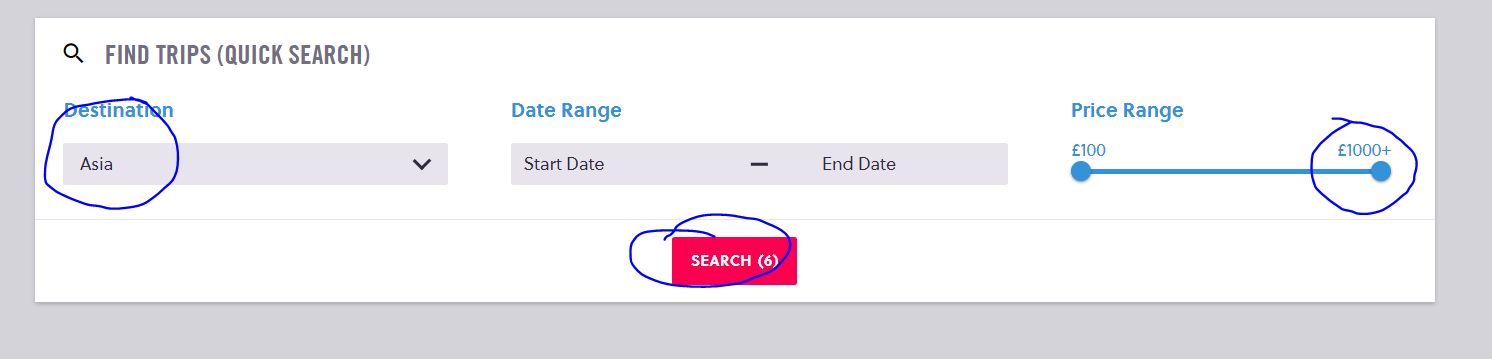 FIND TRIPS (QUICK SEARCH)
Destination
Date Range
Price Range
Asia
Start Date
End Date
£100
£1000+
SEARCH (6)